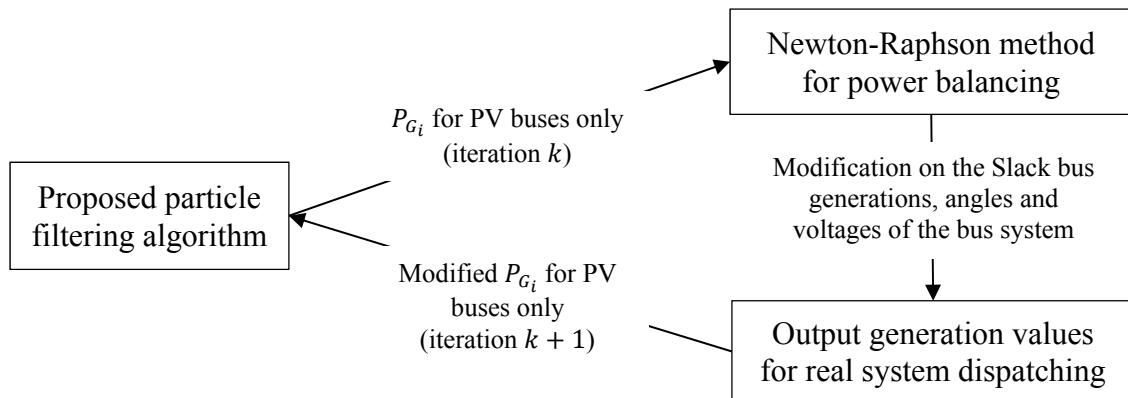 Newton-Raphson method
for power balancing
$P_{G_i}$ for PV buses only
(iteration $k$)
Modification on the Slack bus
generations, angles and
voltages of the bus system
Proposed particle
filtering algorithm
Modified $P_{G_i}$ for PV
buses only
(iteration $k + 1$)
Output generation values
for real system dispatching